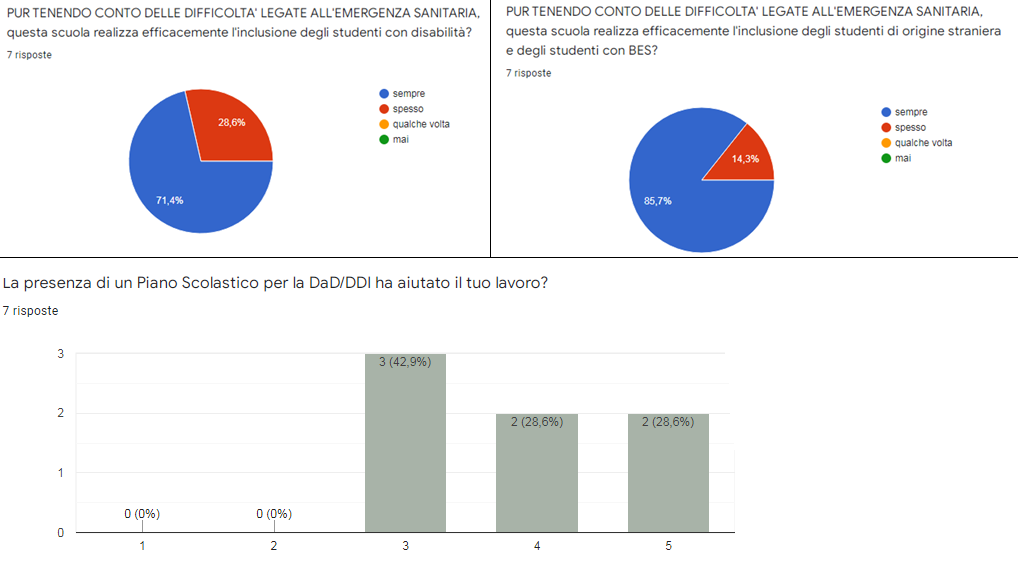 PUR TENENDO CONTO DELLE DIFFICOLTA' LEGATE ALL'EMERGENZA SANITARIA,
questa scuola realizza efficacemente l'inclusione degli studenti con disabilità?
7 risposte
28,6%
71,4%
sempre
spesso
qualche volta
mai
PUR TENENDO CONTO DELLE DIFFICOLTA' LEGATE ALL'EMERGENZA SANITARIA,
questa scuola realizza efficacemente l'inclusione degli studenti di origine straniera
e degli studenti con BES?
7 risposte
14,3%
85,7%
sempre
spesso
qualche volta
mai
La presenza di un Piano Scolastico per la DaD/DDI ha aiutato il tuo lavoro?
7 risposte
3
2
1
0
0 (0%)
0 (0%)
3 (42,9%)
2 (28,6%)
2 (28,6%)
1
2
3
4
5